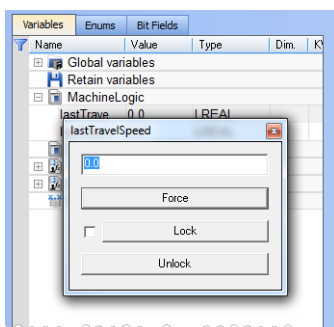 Variables Enums Bit Fields
Name Value Type Dim.
Global variables
Retain variables
MachineLogic
lastTrave 0.0 LREAL
lastTravelSpeed
0.0
Force
Lock
Unlock